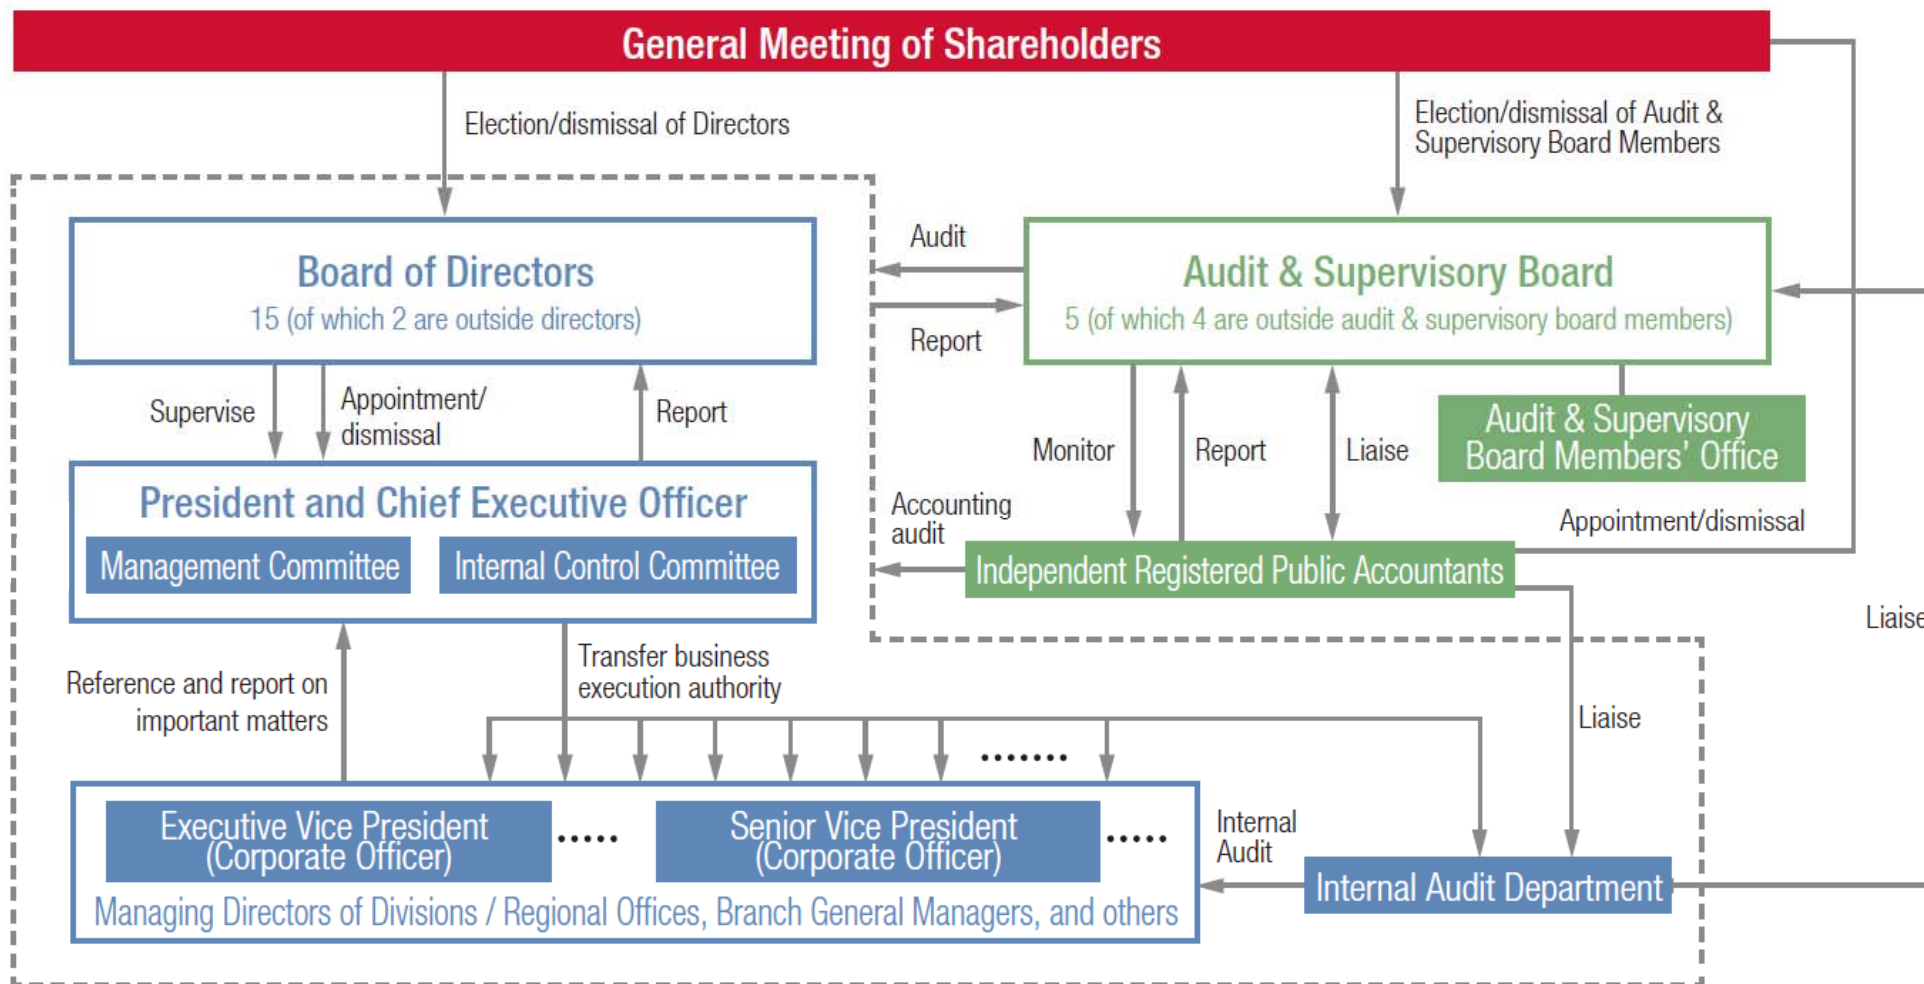 General Meeting of Shareholders
Election/dismissal of Directors
Election/dismissal of Audit &
Supervisory Board Members
Board of Directors
15 (of which 2 are outside directors)
Audit
Report
Audit & Supervisory Board
5 (of which 4 are outside audit & supervisory board members)
Supervise
Appointment/
dismissal
Report
Monitor
Report
Liaise
Audit & Supervisory
Board Members’ Office
President and Chief Executive Officer
Management Committee
Internal Control Committee
Accounting
audit
Appointment/dismissal
Independent Registered Public Accountants
Liaise
Reference and report on
important matters
Transfer business
execution authority
Liaise
.......
Executive Vice President
(Corporate Officer)
.....
Senior Vice President
(Corporate Officer)
.....
Managing Directors of Divisions / Regional Offices, Branch General Managers, and others
Internal
Audit
Internal Audit Department